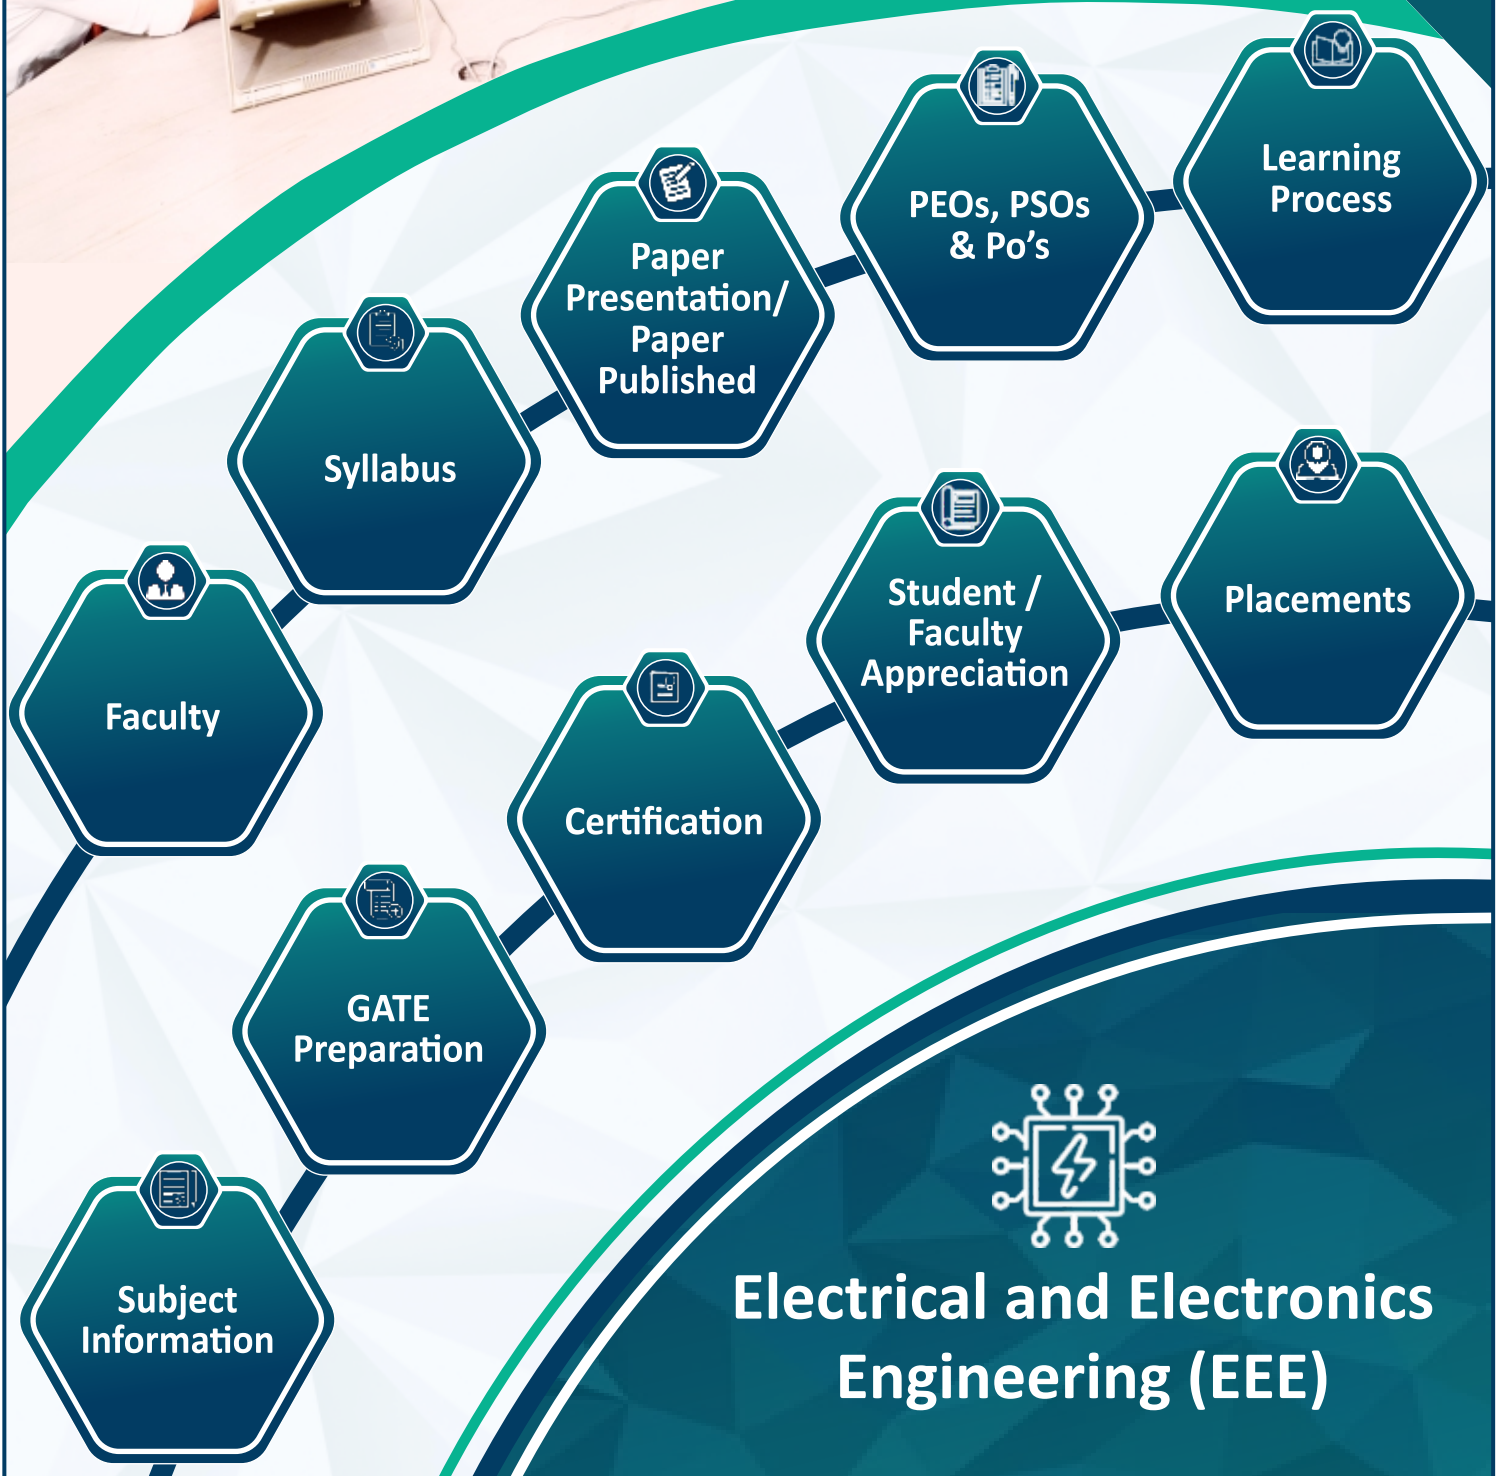 Learning
Process
PEOs, PSOs
& Po’s
Paper
Presentation/
Paper
Published
Syllabus
Faculty
Placements
Student /
Faculty
Appreciation
Certification
GATE
Preparation
Subject
Information
Electrical and Electronics
Engineering (EEE)